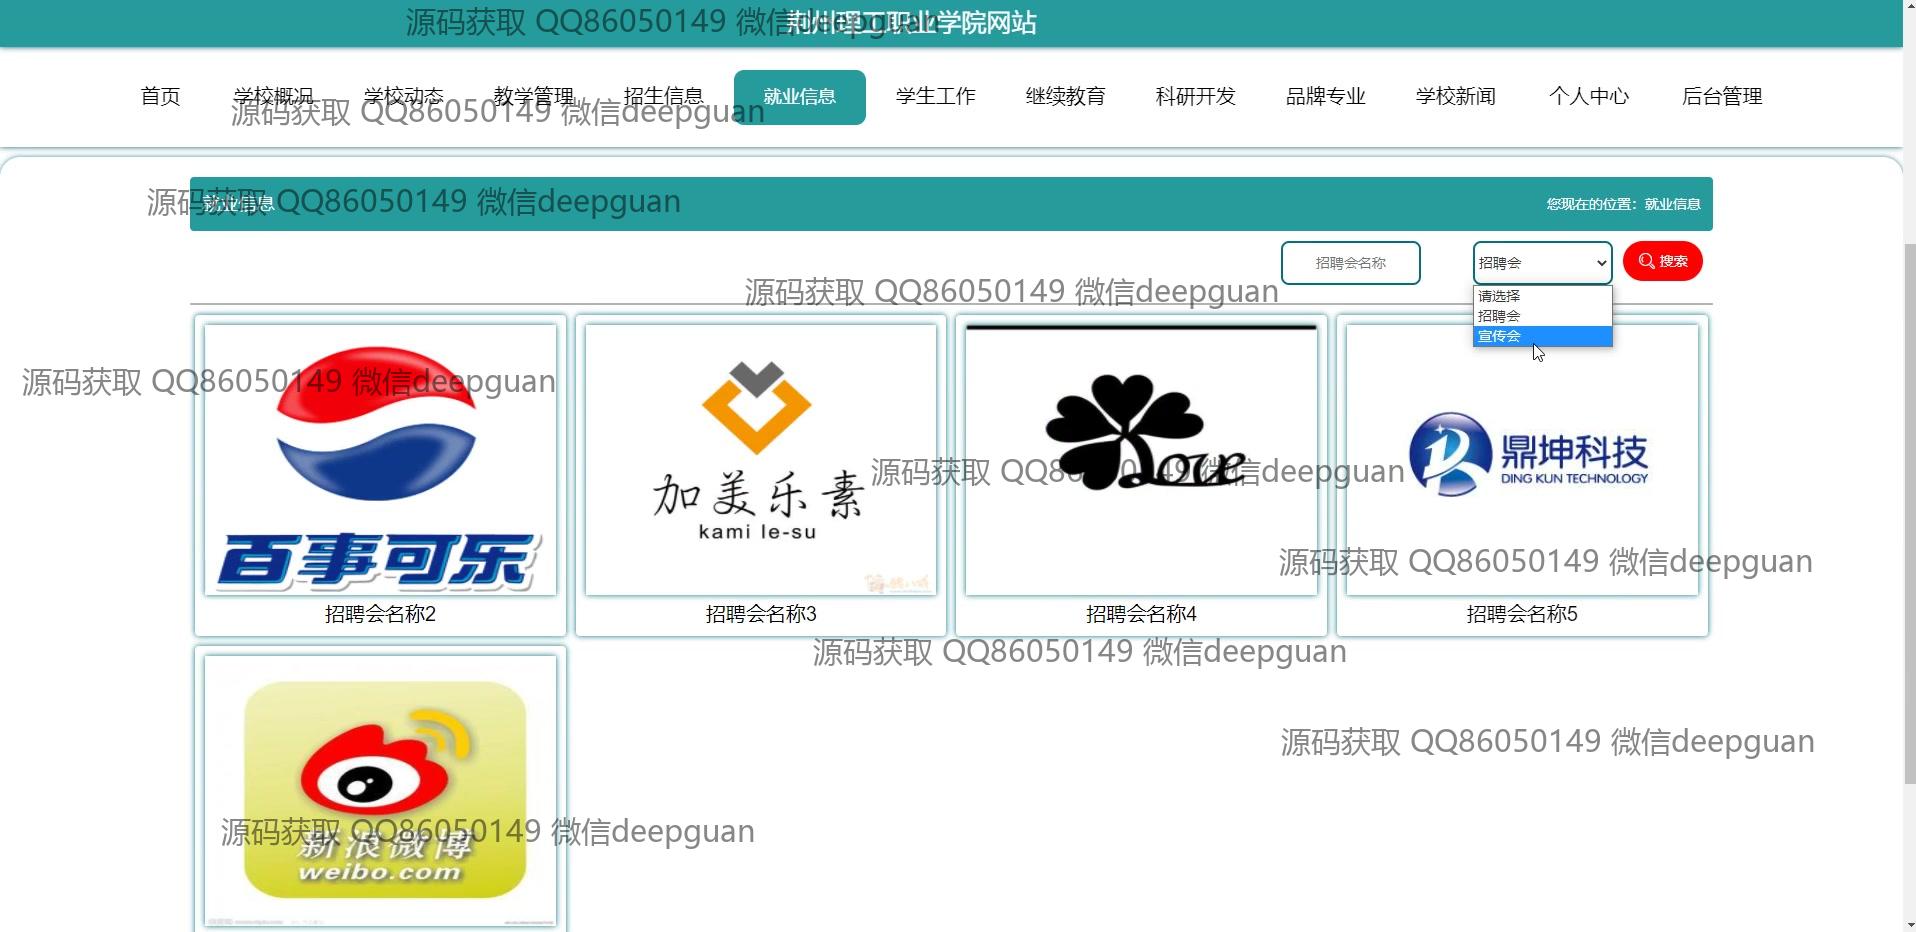 荆州理工职业学院网站
源码获取 QQ86050149 微信deepguan
首页 学校概况 学校动态 教学管理 招生信息 就业信息 学生工作 继续教育 科研开发 品牌专业 学校新闻 个人中心 后台管理
源码获取 QQ86050149 微信deepguan
就业信息 您现在的位置：就业信息
源码获取 QQ86050149 微信deepguan
招聘会名称 招聘会 搜索
源码获取 QQ86050149 微信deepguan
请选择
招聘会
宣传会
源码获取 QQ86050149 微信deepguan
百事可乐
加美乐素
kami le-su
Love
鼎坤科技
DING KUN TECHNOLOGY
源码获取 QQ86050149 微信deepguan
源码获取 QQ86050149 微信deepguan
招聘会名称2 招聘会名称3 招聘会名称4 招聘会名称5
源码获取 QQ86050149 微信deepguan
源码获取 QQ86050149 微信deepguan
源码获取 QQ86050149 微信deepguan
新浪微博
weibo.com